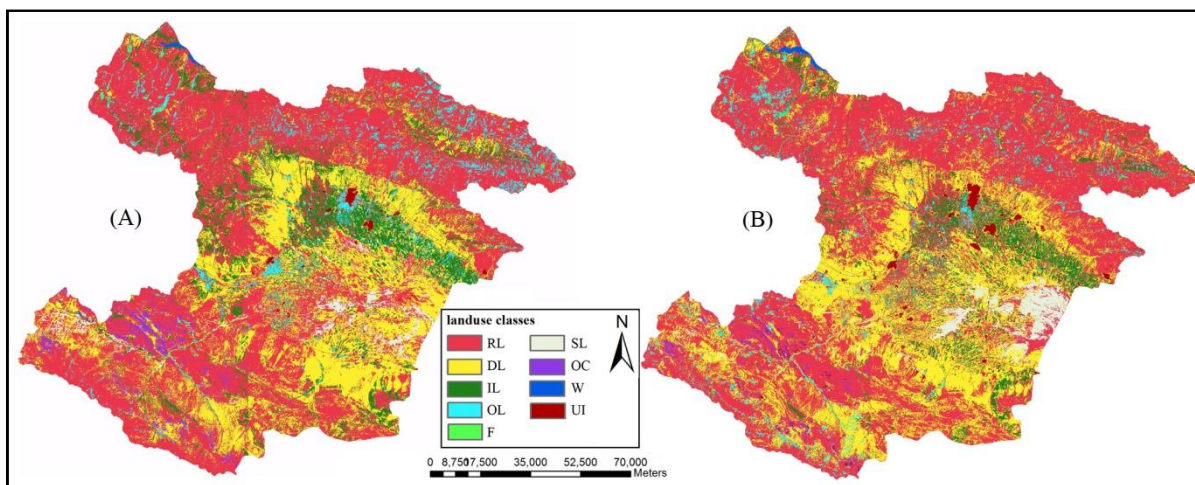 (A)
(B)
landuse classes
RL
DL
IL
OL
F
SL
OC
W
UI
N
0 8,750 17,500 35,000 52,500 70,000
Meters